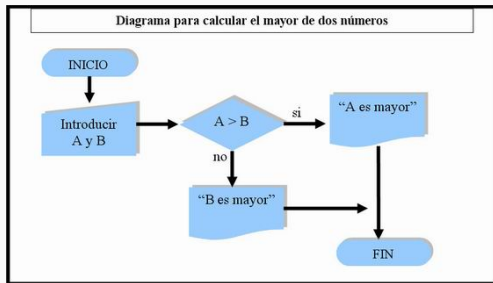 Diagrama para calcular el mayor de dos números
INICIO
Introducir
A y B
A > B
si
“A es mayor”
no
“B es mayor”
FIN